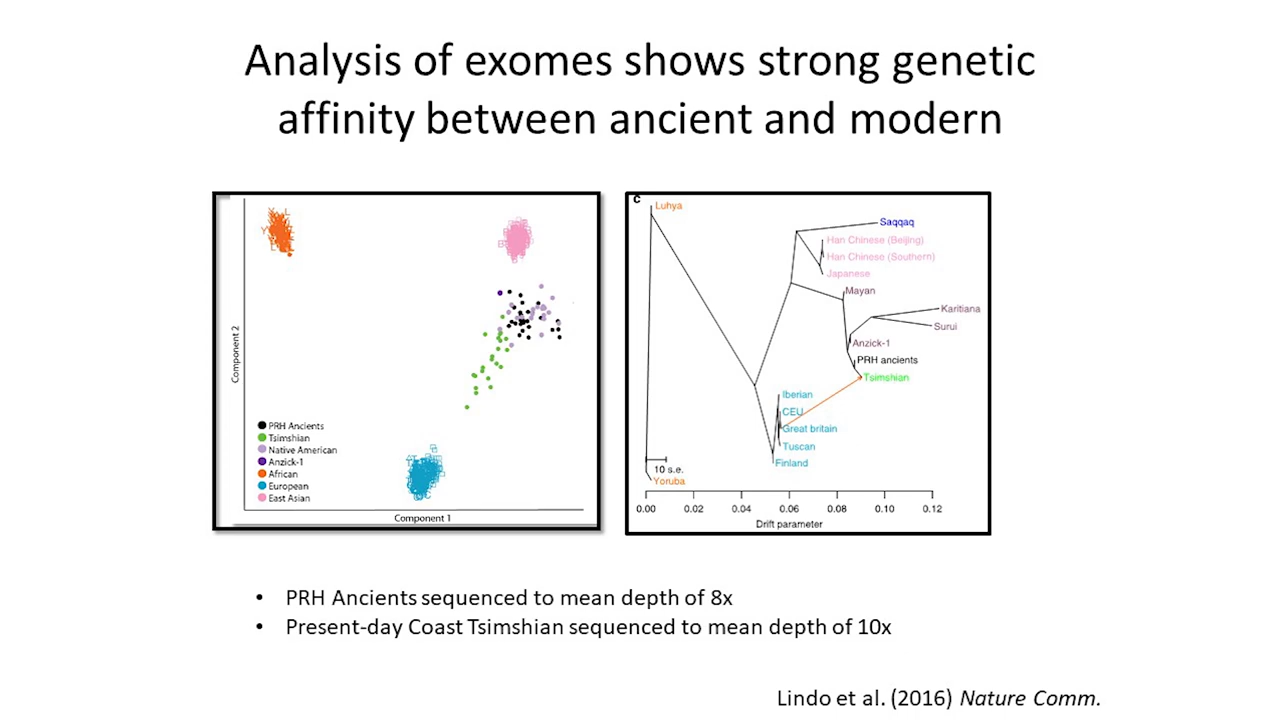 Analysis of exomes shows strong genetic
affinity between ancient and modern
Component 2
PRH Ancients
Tsimshian
Native American
Anzick-1
African
European
East Asian
Component 1
c
Luhya
Saqqaq
Han Chinese (Beijing)
Han Chinese (Southern)
Japanese
Mayan
Karitiana
Surui
Anzick-1
PRH ancients
Tsimshian
Iberian
CEU
Great britain
Tuscan
Finland
10 s.e.
Yoruba
0.00 0.02 0.04 0.06 0.08 0.10 0.12
Drift parameter
• PRH Ancients sequenced to mean depth of 8x
• Present-day Coast Tsimshian sequenced to mean depth of 10x
Lindo et al. (2016) Nature Comm.